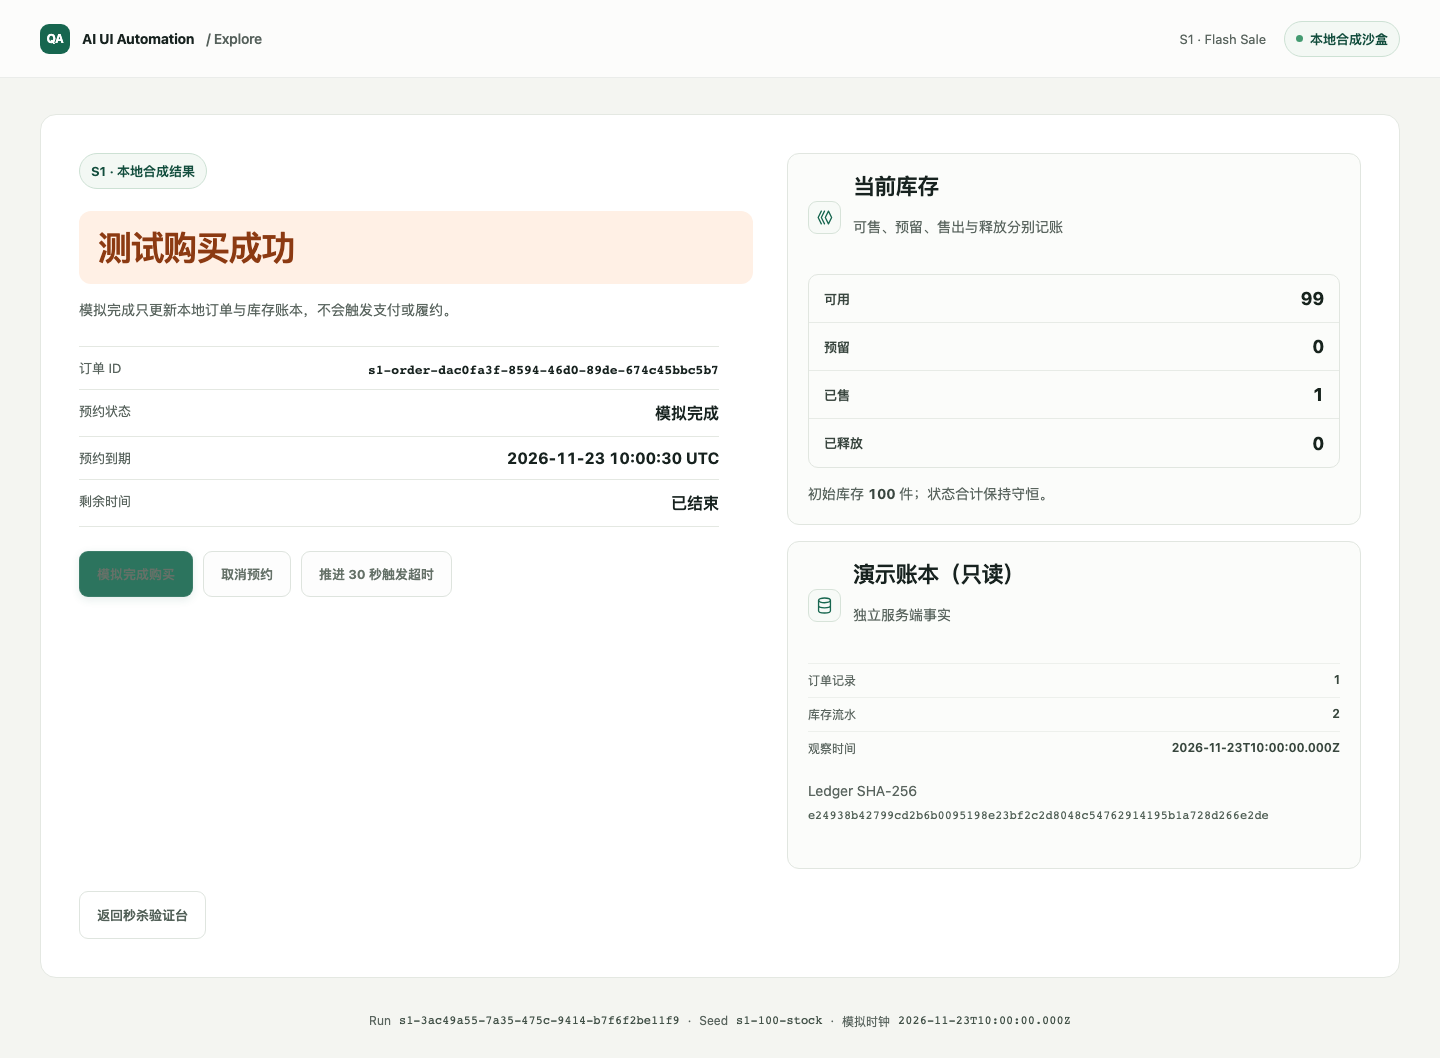 QA AI UI Automation / Explore
S1 · Flash Sale
本地合成沙盒
S1 · 本地合成结果
测试购买成功
模拟完成只更新本地订单与库存账本，不会触发支付或履约。
订单 ID s1-order-dac0fa3f-8594-46d0-89de-674c45bbc5b7
预约状态 模拟完成
预约到期 2026-11-23 10:00:30 UTC
剩余时间 已结束
模拟完成购买 取消预约 推进 30 秒触发超时
返回秒杀验证台
当前库存
可售、预留、售出与释放分别记账
可用 99
预留 0
已售 1
已释放 0
初始库存 100 件；状态合计保持守恒。
演示账本（只读）
独立服务端事实
订单记录 1
库存流水 2
观察时间 2026-11-23T10:00:00.000Z
Ledger SHA-256
e24938b42799cd2b6b0095198e23bf2c2d8048c54762914195b1a728d266e2de
Run s1-3ac49a55-7a35-475c-9414-b7f6f2be11f9 · Seed s1-100-stock · 模拟时钟 2026-11-23T10:00:00.000Z